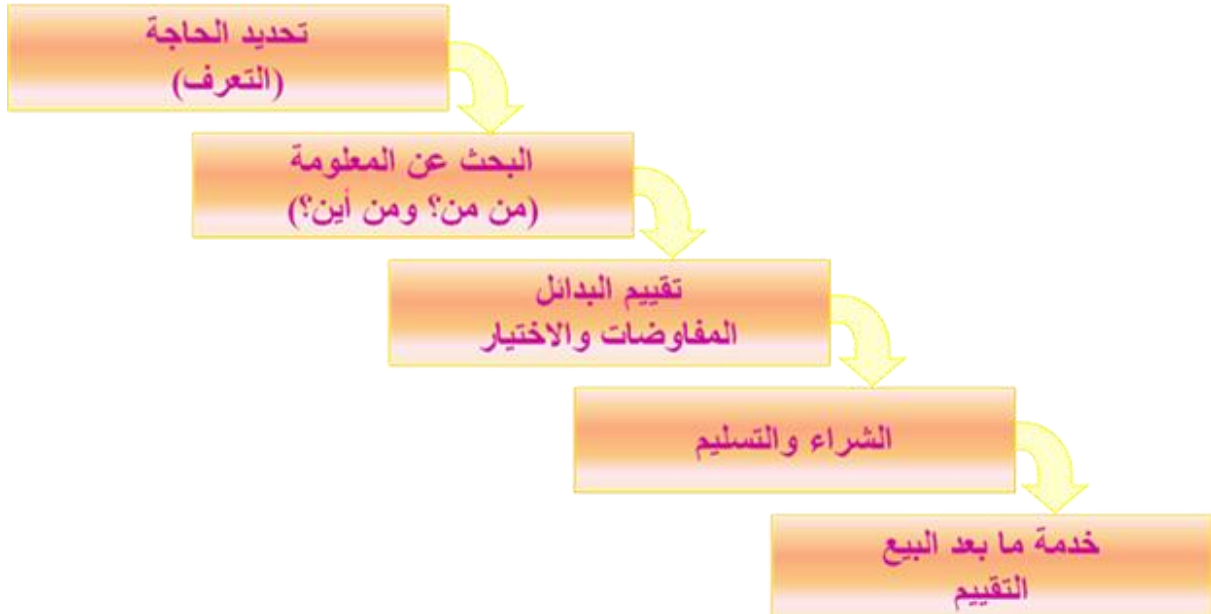 تحديد الحاجة
(التعرف)
البحث عن المعلومة
(من من؟ ومن أين؟)
تقييم البدائل
المفاوضات والاختيار
الشراء والتسليم
خدمة ما بعد البيع
التقييم